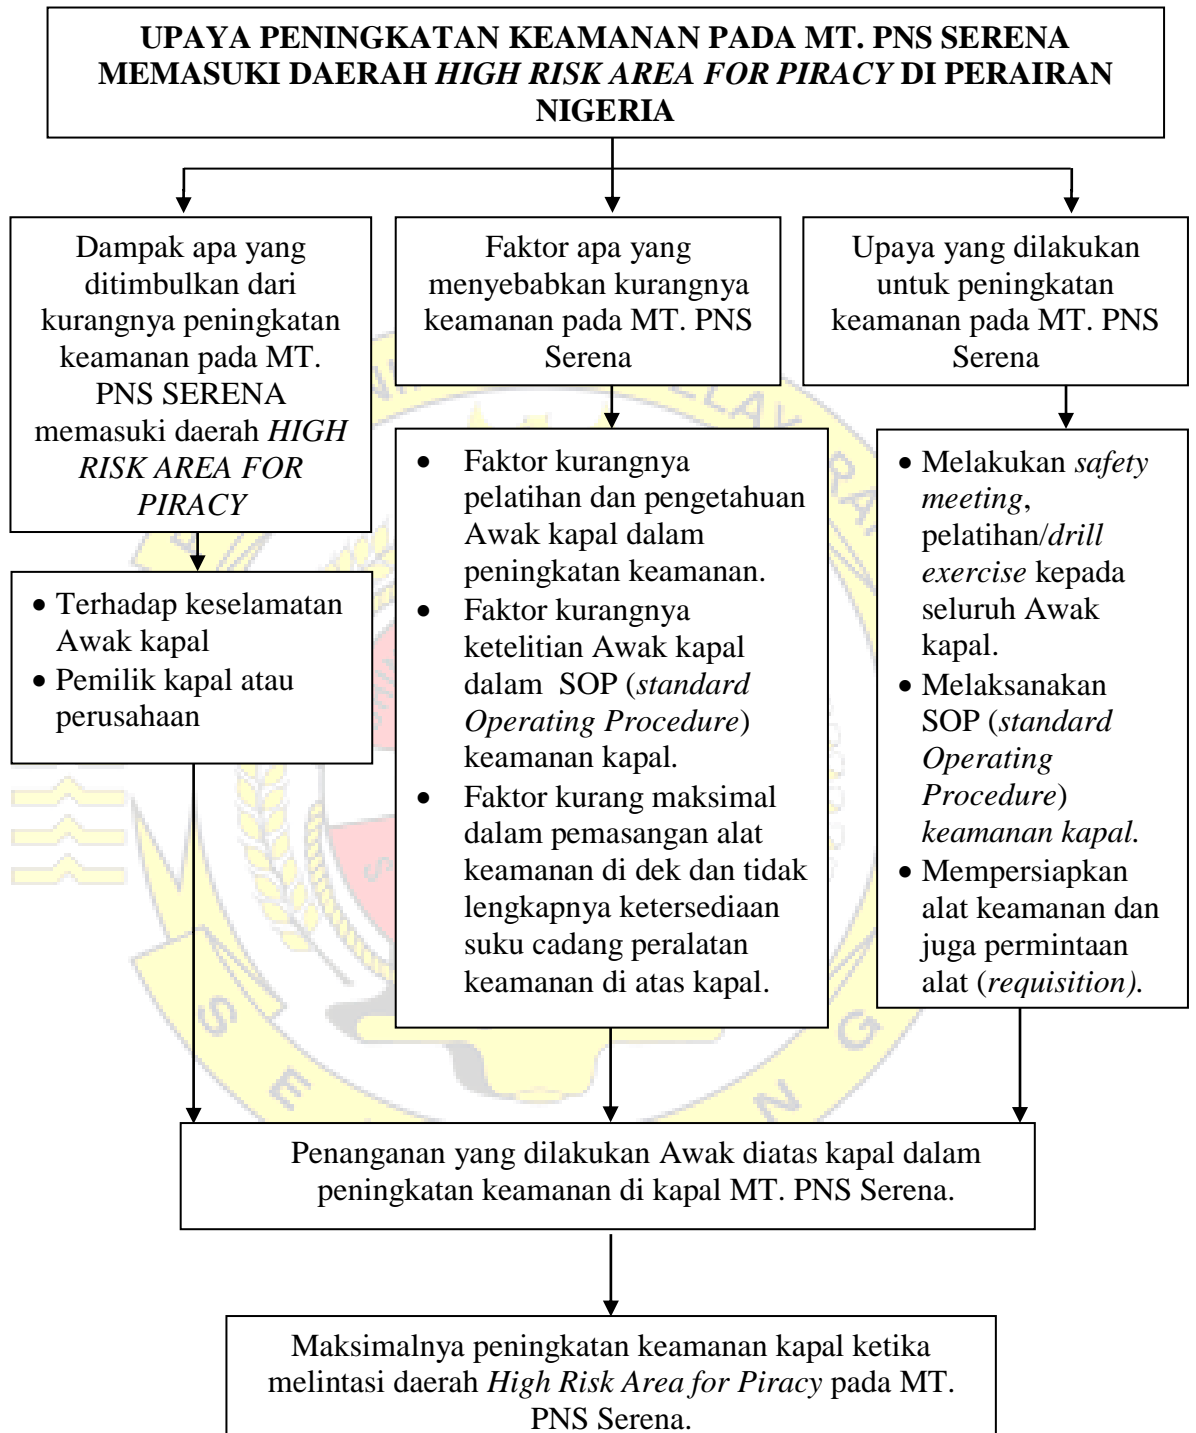 UPAYA PENINGKATAN KEAMANAN PADA MT. PNS SERENA
MEMASUKI DAERAH HIGH RISK AREA FOR PIRACY DI PERAIRAN
NIGERIA
Dampak apa yang
ditimbulkan dari
kurangnya peningkatan
keamanan pada MT.
PNS SERENA
memasuki daerah HIGH
RISK AREA FOR
PIRACY
Faktor apa yang
menyebabkan kurangnya
keamanan pada MT. PNS
Serena
Upaya yang dilakukan
untuk peningkatan
keamanan pada MT. PNS
Serena
• Terhadap keselamatan
Awak kapal
• Pemilik kapal atau
perusahaan
• Faktor kurangnya
pelatihan dan pengetahuan
Awak kapal dalam
peningkatan keamanan.
• Faktor kurangnya
ketelitian Awak kapal
dalam SOP (standard
Operating Procedure)
keamanan kapal.
• Faktor kurang maksimal
dalam pemasangan alat
keamanan di dek dan tidak
lengkapnya ketersediaan
suku cadang peralatan
keamanan di atas kapal.
• Melakukan safety
meeting,
pelatihan/drill
exercise kepada
seluruh Awak
kapal.
• Melaksanakan
SOP (standard
Operating
Procedure)
keamanan kapal.
• Mempersiapkan
alat keamanan dan
juga permintaan
alat (requisition).
Penanganan yang dilakukan Awak diatas kapal dalam
peningkatan keamanan di kapal MT. PNS Serena.
Maksimalnya peningkatan keamanan kapal ketika
melintasi daerah High Risk Area for Piracy pada MT.
PNS Serena.